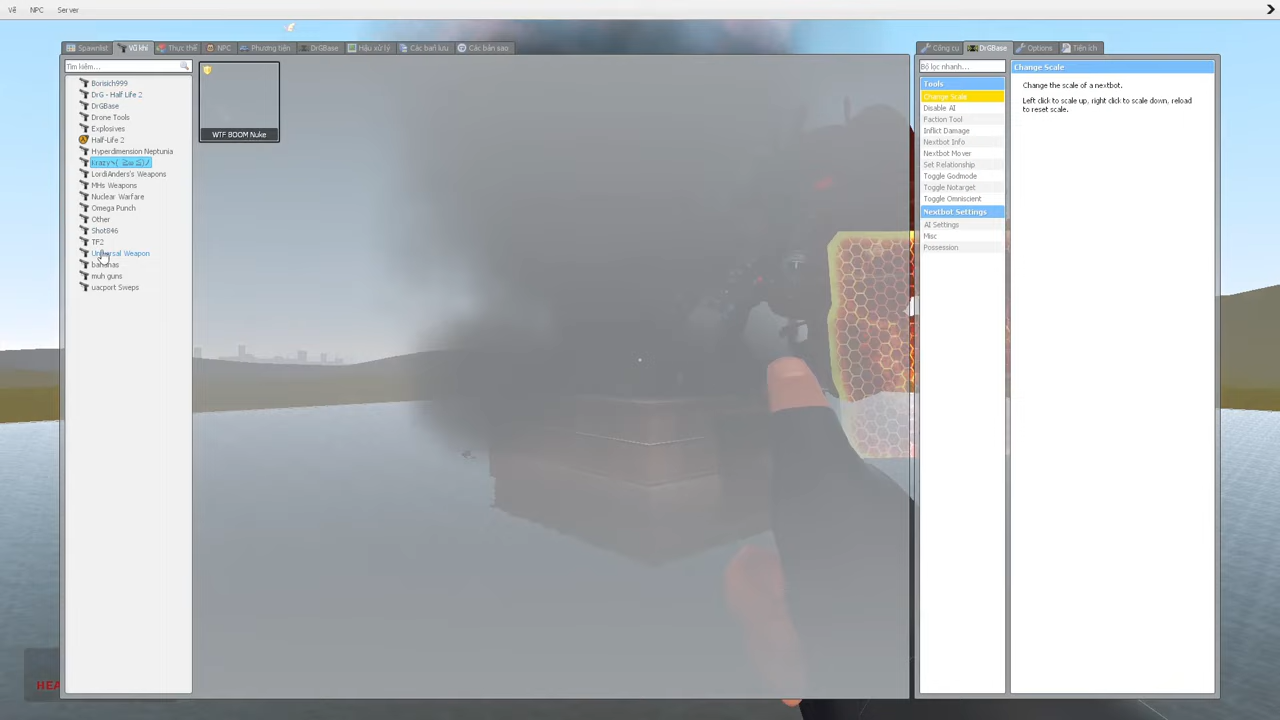 Vẽ NPC Server
Spawnlist Vũ khí Thực thể NPC Phương tiện DrGBase Hậu xử lý Các bản lưu Các bản sao
Công cụ DrGBase Options Tiện ích
Tìm kiếm...
Borisich999
DrG - Half Life 2
DrGBase
Drone Tools
Explosives
Half-Life 2
Hyperdimension Neptunia
LordiAnders's Weapons
MHs Weapons
Nuclear Warfare
Omega Punch
Other
Shot846
TF2
Universal Weapon
bananas
muh guns
uacport Sweps
WTF BOOM Nuke
Bộ lọc nhanh...
Tools
Change Scale
Disable AI
Faction Tool
Inflict Damage
Nextbot Info
Nextbot Mover
Set Relationship
Toggle Godmode
Toggle Notarget
Toggle Omniscient
Nextbot Settings
AI Settings
Misc
Possession
Change Scale
Change the scale of a nextbot.
Left click to scale up, right click to scale down, reload
to reset scale.
HEA